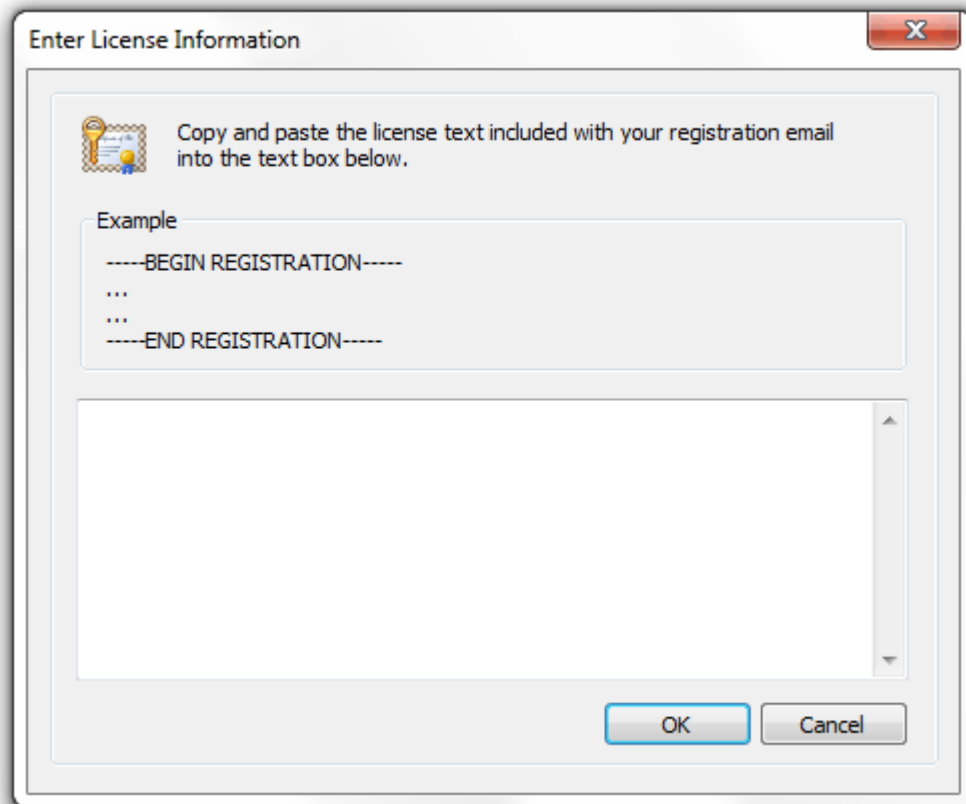 Enter License Information
Copy and paste the license text included with your registration email
into the text box below.
Example
-----BEGIN REGISTRATION-----
...
...
-----END REGISTRATION-----
OK
Cancel